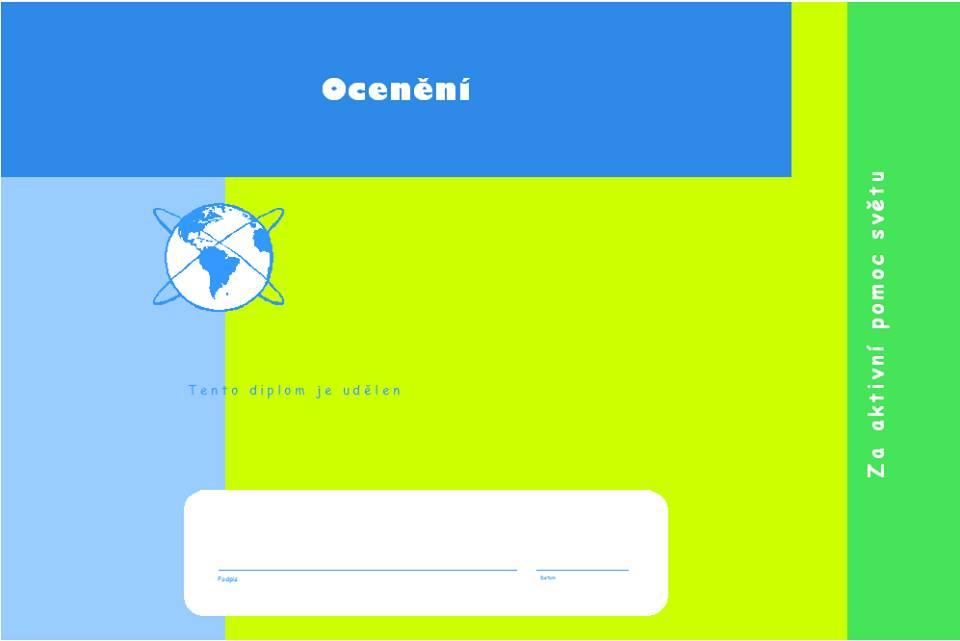 Ocenění
Za aktivní pomoc světu
Tento diplom je udělen
Podpis
Datum